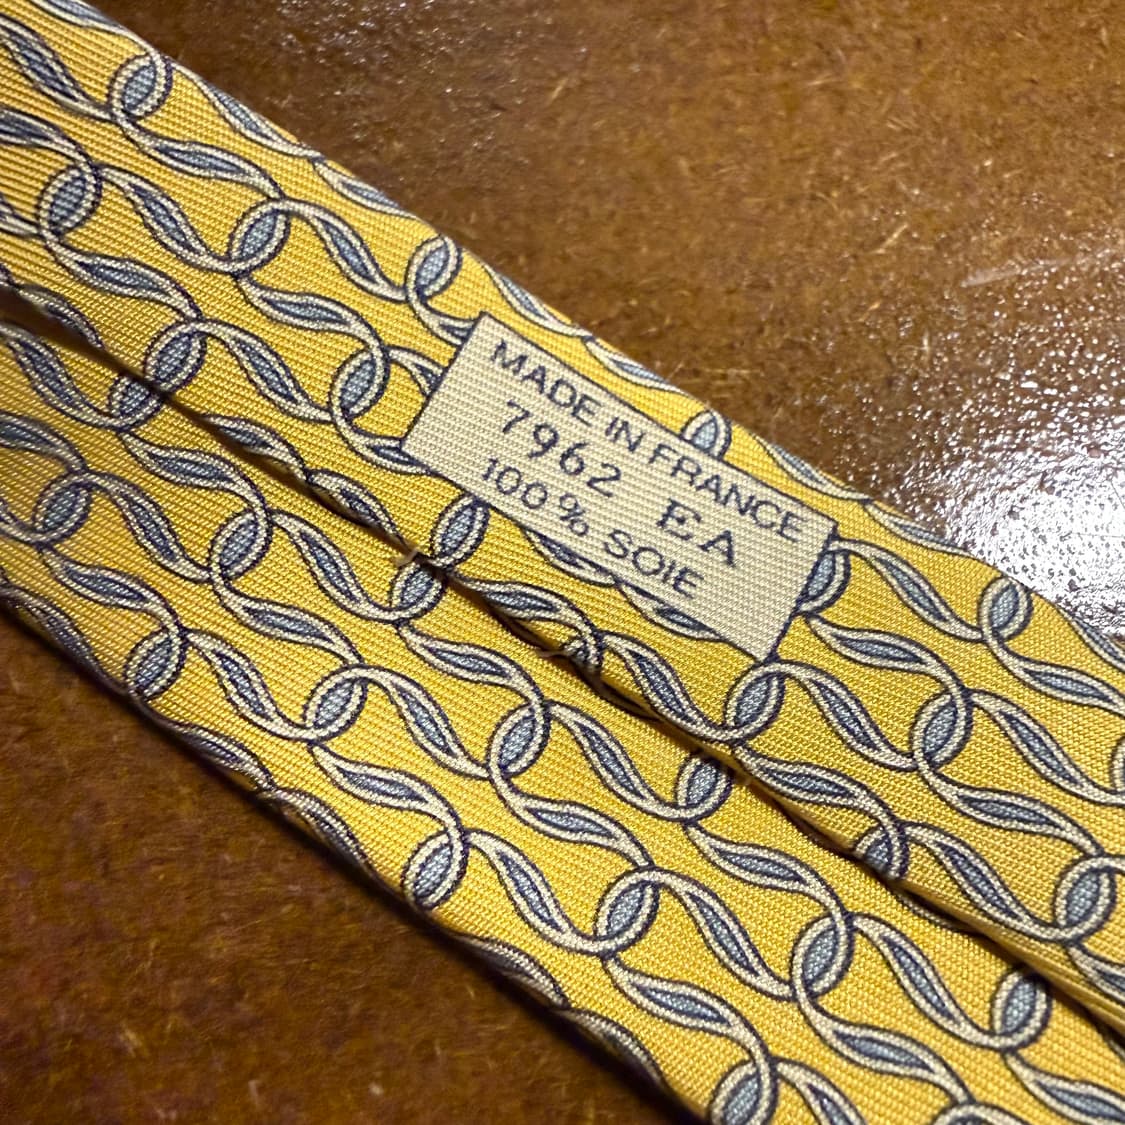 MADE IN FRANCE
7962 EA
100% SOIE